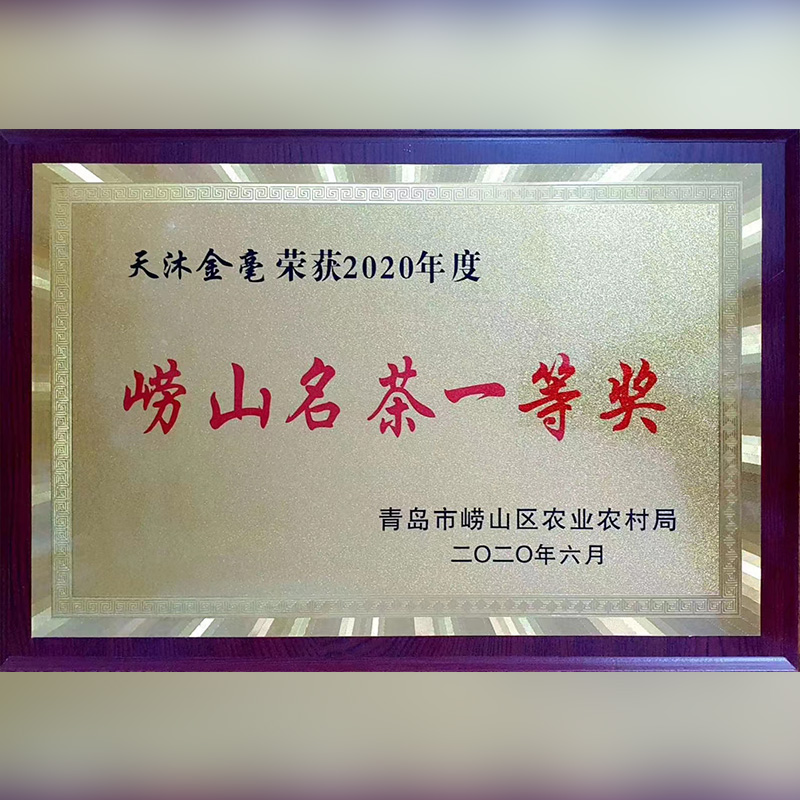 天沐金毫荣获2020年度
崂山名茶一等奖
青岛市崂山区农业农村局
二〇二〇年六月